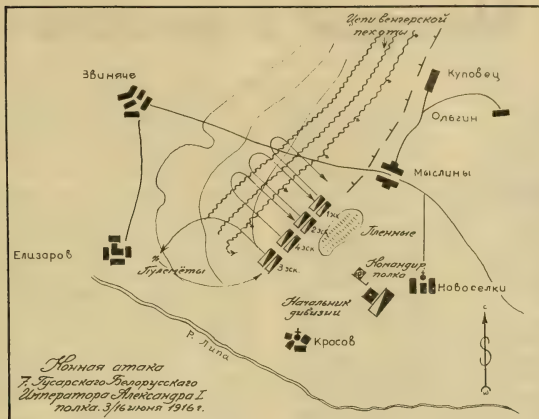 Цепи венгерской
пехоты
Звиняче
Куповец
Ольгин
Мыслины
1 эск.
2 эск.
4 эск.
3 эск.
Пленные
Елизаров
Пулемёты
Командир
полка
Начальник
дивизии
Новоселки
Кросов
Р. Липа
с
ю
Конная атака
7. Гусарскаго Белорусскаго
Императора Александра I
полка. 3/16 июня 1916 г.